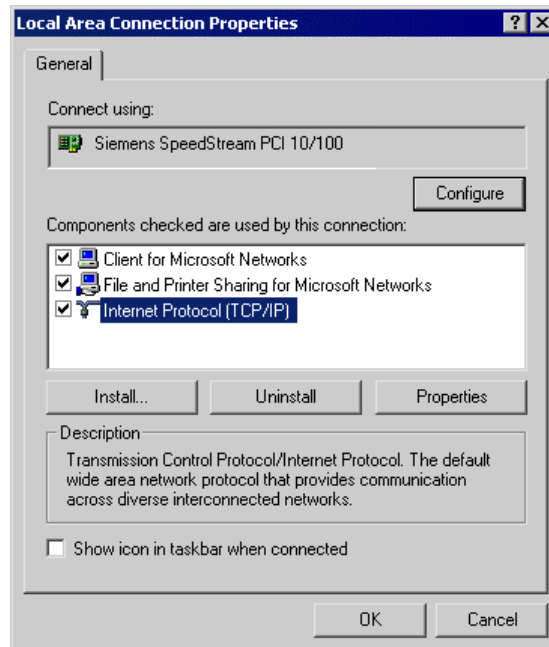 Local Area Connection Properties
General
Connect using:
Siemens SpeedStream PCI 10/100
Configure
Components checked are used by this connection:
Client for Microsoft Networks
File and Printer Sharing for Microsoft Networks
Internet Protocol (TCP/IP)
Install... Uninstall Properties
Description
Transmission Control Protocol/Internet Protocol. The default
wide area network protocol that provides communication
across diverse interconnected networks.
Show icon in taskbar when connected
OK Cancel